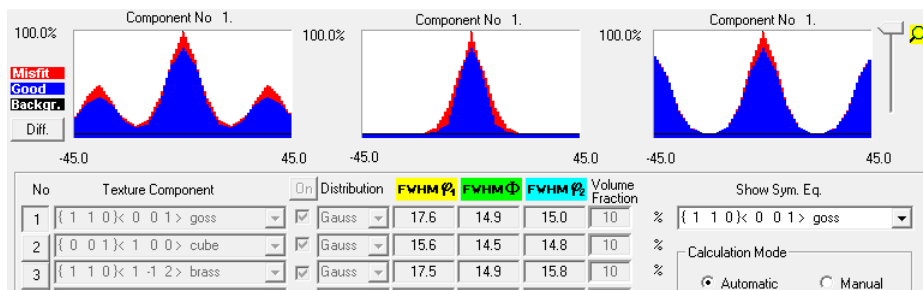 Component No 1. Component No 1. Component No 1.
100.0% 100.0% 100.0%
Misfit
Good
Backgr.
Diff.
-45.0 45.0 -45.0 45.0 -45.0 45.0
No Texture Component On Distribution FWHM φ₁ FWHM Φ FWHM φ₂ Volume Fraction Show Sym. Eq.
1 { 1 1 0}< 0 0 1> goss Gauss 17.6 14.9 15.0 10 % { 1 1 0}< 0 0 1> goss
2 { 0 0 1}< 1 0 0> cube Gauss 15.6 14.5 14.8 10 %
Calculation Mode
3 { 1 1 0}< 1 -1 2> brass Gauss 17.5 14.9 15.8 10 % Automatic Manual